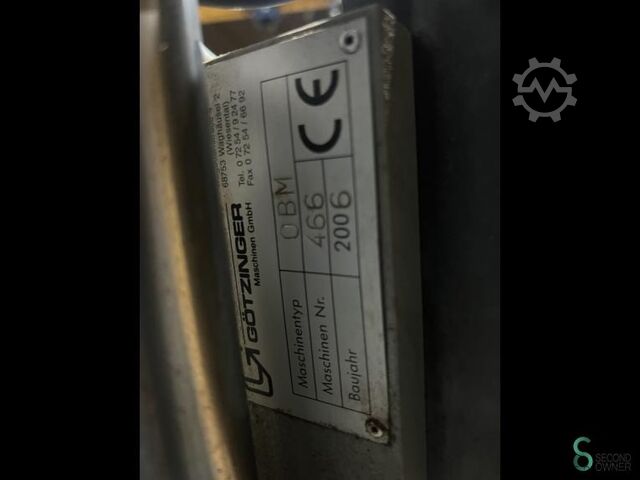 GÖTZINGER
Maschinen GmbH
68753 Waghäusel 2
(Wiesental)
Tel. 0 72 54 / 9 24 77
Fax 0 72 54 / 66 92
CE
Maschinentyp OBM
Maschinen Nr. 466
Baujahr 2006
SECOND
OWNER